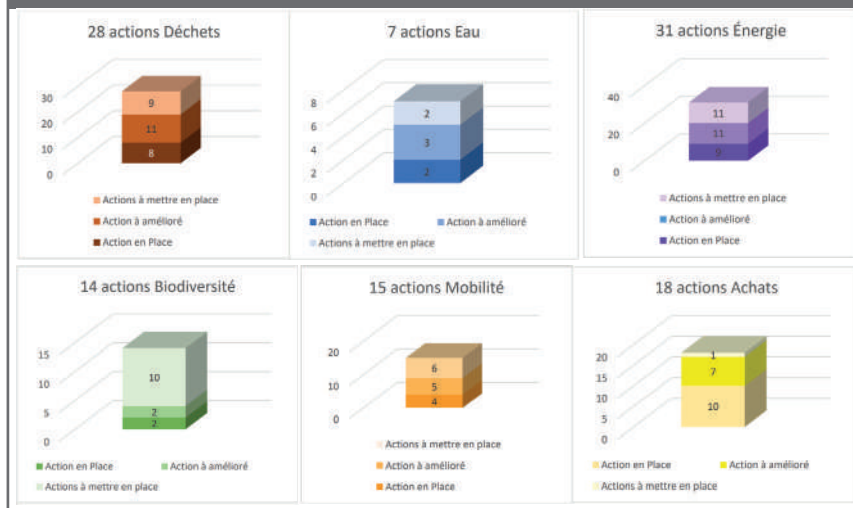 28 actions Déchets
30
20
10
0
9
11
8
Actions à mettre en place
Action à amélioré
Action en Place
7 actions Eau
8
6
4
2
0
2
3
2
Action en Place
Action à amélioré
Actions à mettre en place
31 actions Énergie
40
20
0
11
11
9
Actions à mettre en place
Action à amélioré
Action en Place
14 actions Biodiversité
15
10
5
0
10
2
2
Action en Place
Action à amélioré
Actions à mettre en place
15 actions Mobilité
20
10
0
6
5
4
Actions à mettre en place
Action à amélioré
Action en Place
18 actions Achats
20
15
10
5
0
1
7
10
Action en Place
Action à amélioré
Actions à mettre en place